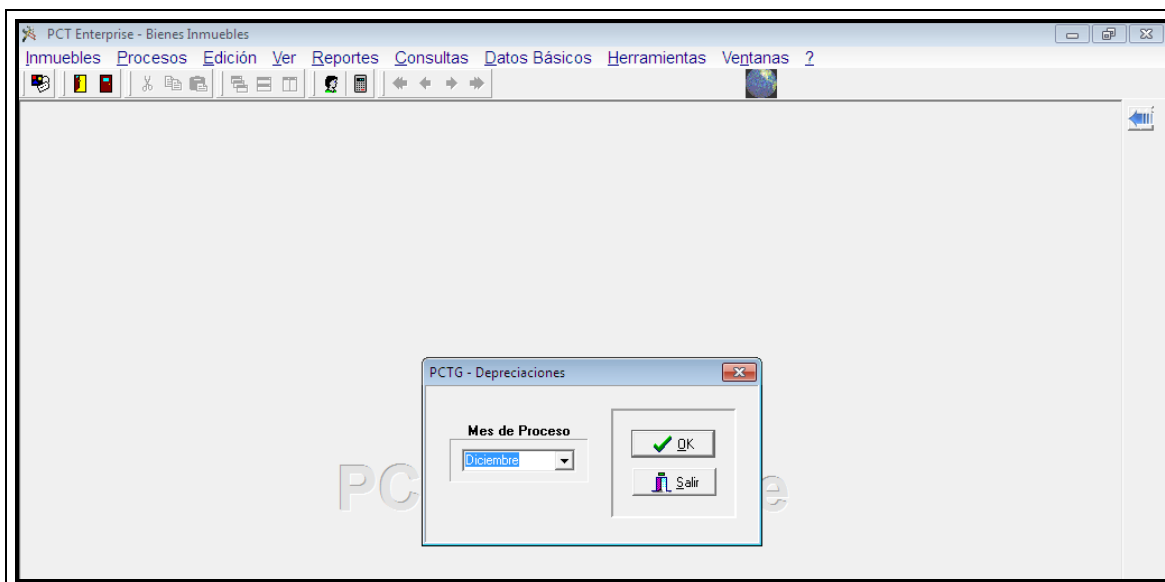 PCT Enterprise - Bienes Inmuebles
Inmuebles Procesos Edición Ver Reportes Consultas Datos Básicos Herramientas Ventanas ?
PCTG - Depreciaciones
Mes de Proceso
Diciembre
OK
Salir
PC
e